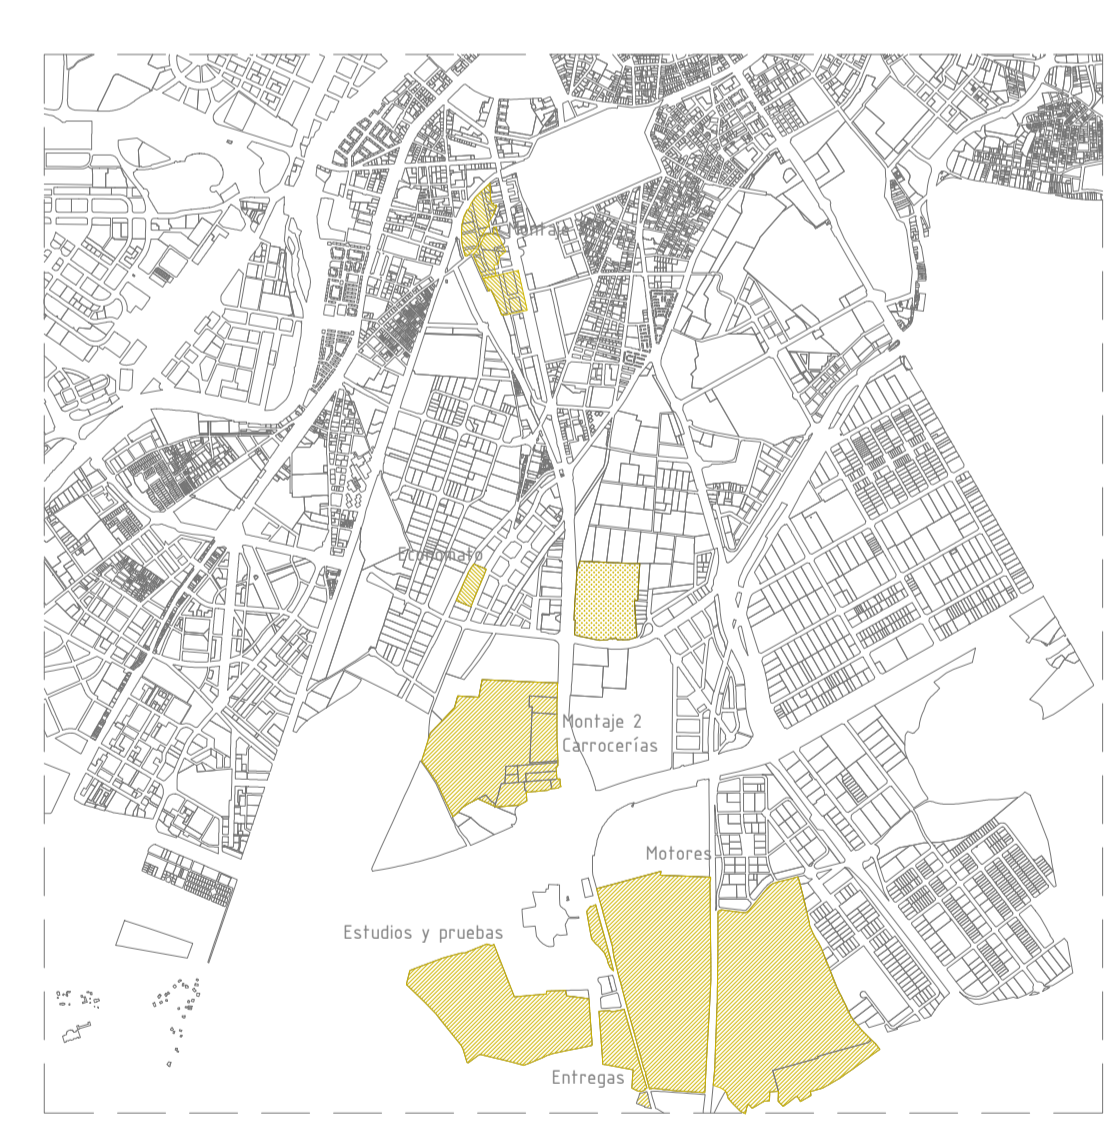 Montaje
Economato
Montaje 2
Carrocerías
Motores
Estudios y pruebas
Entregas